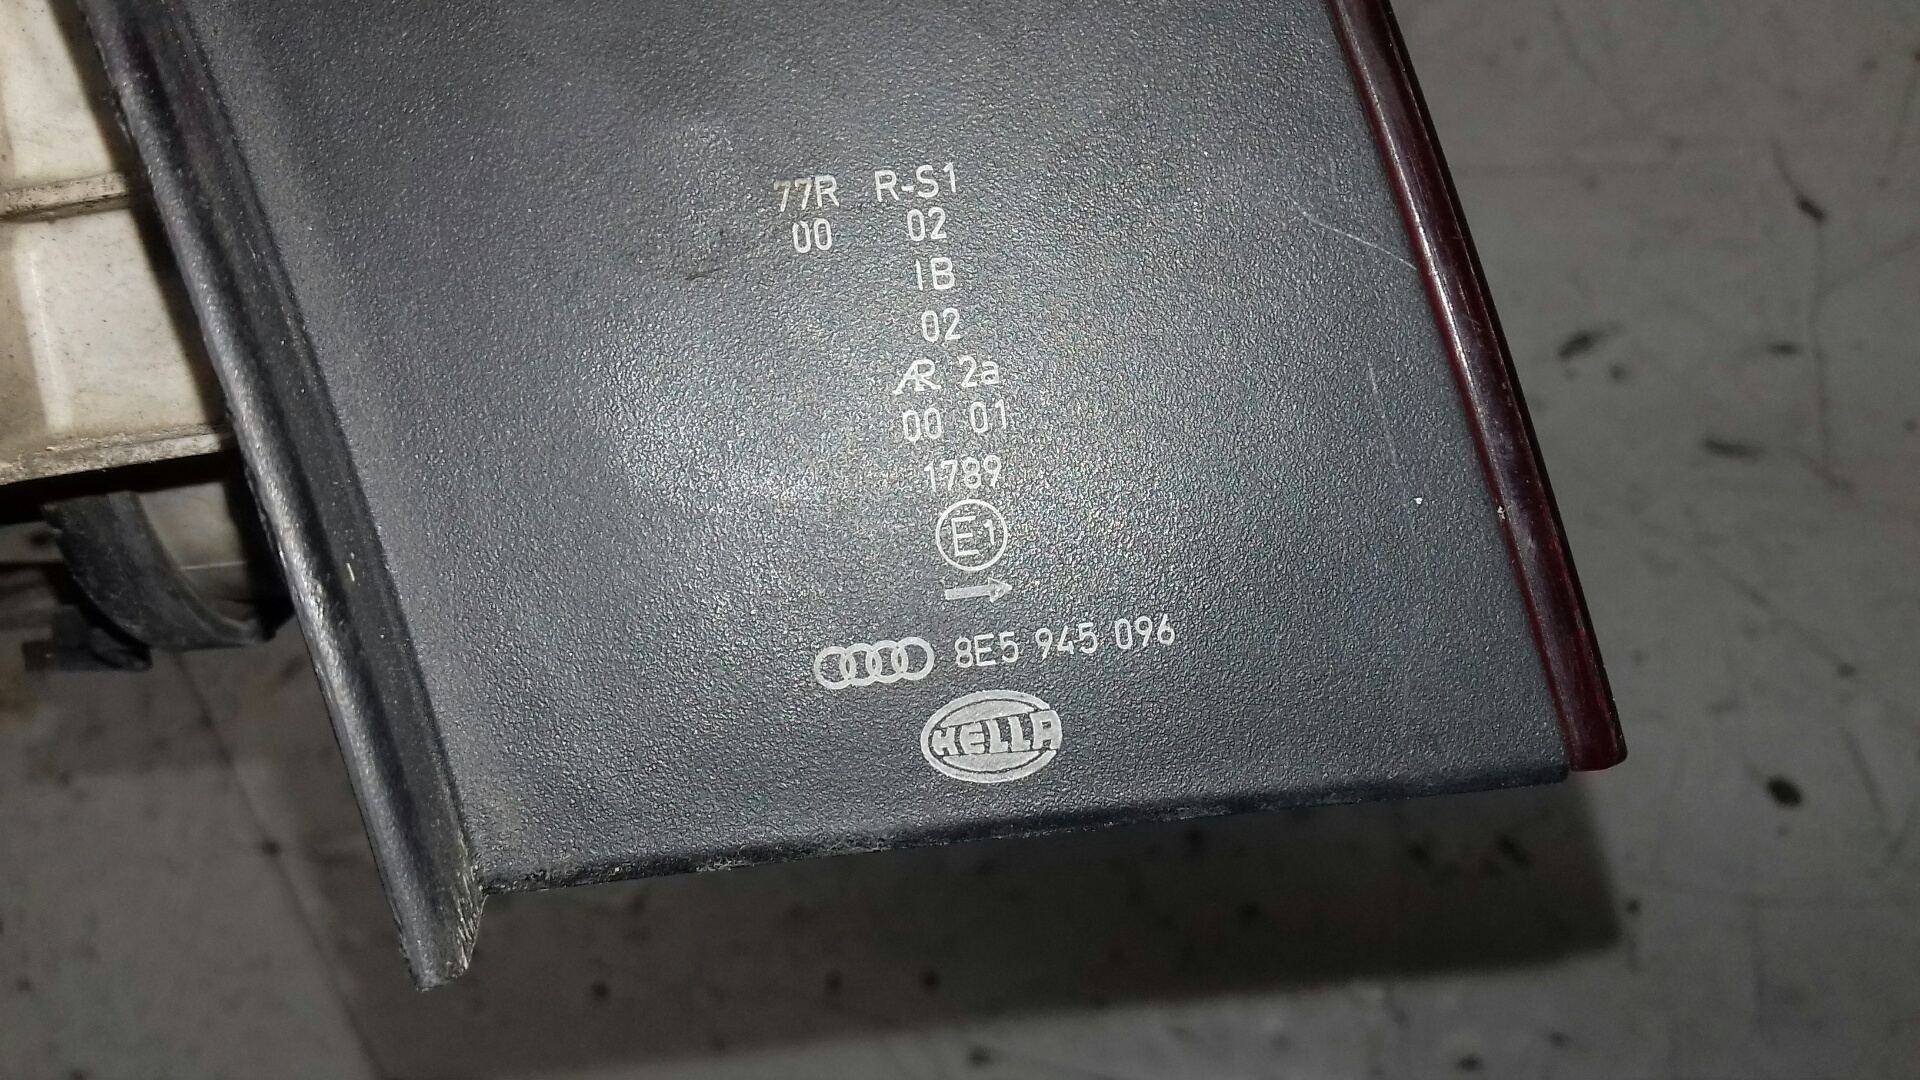 77R R-S1
00 02
IB
02
AR 2a
00 01
1789
E1
8E5 945 096
HELLA